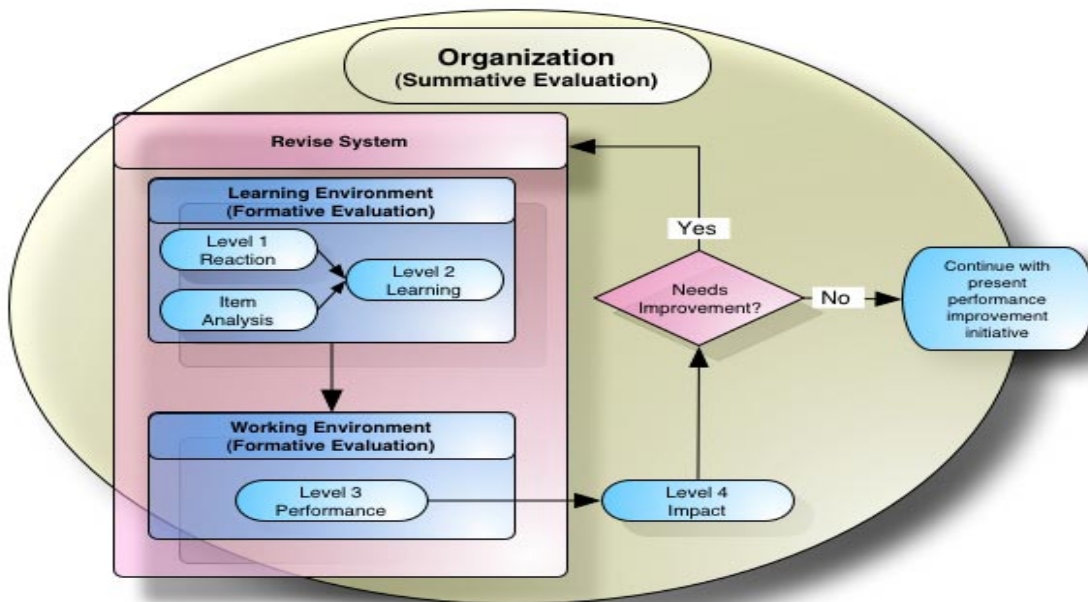 Organization
(Summative Evaluation)
Revise System
Learning Environment
(Formative Evaluation)
Level 1
Reaction
Level 2
Learning
Item
Analysis
Working Environment
(Formative Evaluation)
Level 3
Performance
Level 4
Impact
Needs
Improvement?
Yes
No
Continue with
present
performance
improvement
initiative